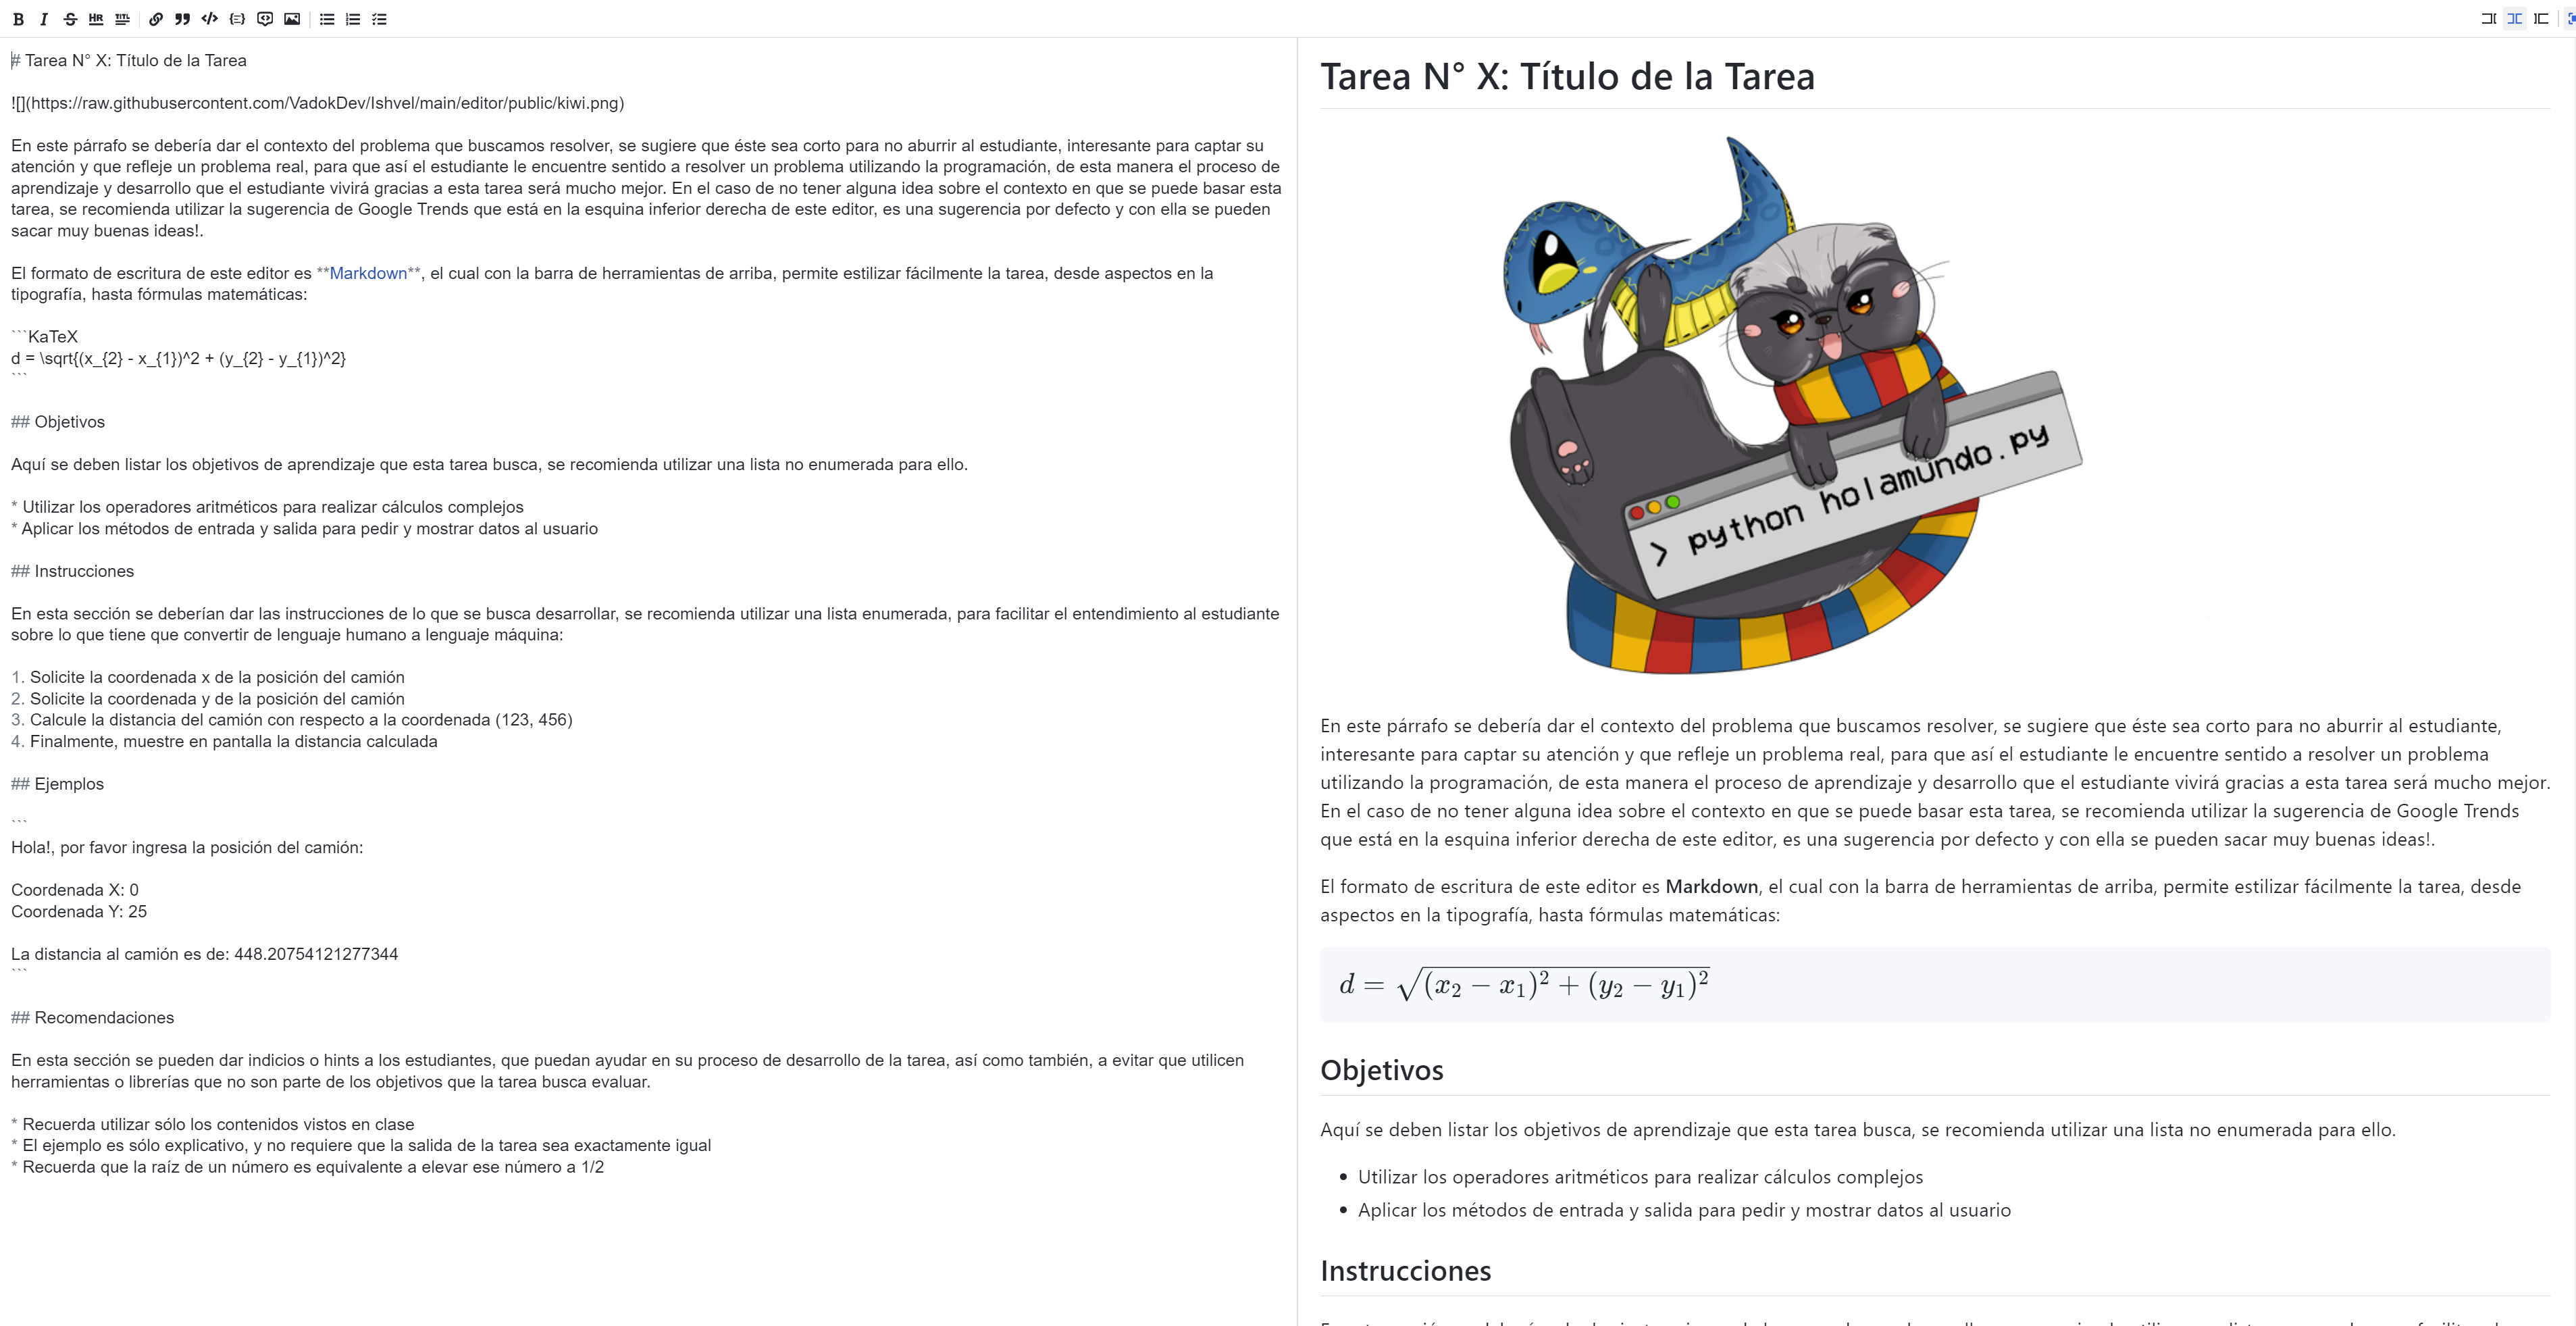 # Tarea N° X: Título de la Tarea
![](https://raw.githubusercontent.com/VadokDev/Ishvel/main/editor/public/kiwi.png)
En este párrafo se debería dar el contexto del problema que buscamos resolver, se sugiere que éste sea corto para no aburrir al estudiante, interesante para captar su
atención y que refleje un problema real, para que así el estudiante le encuentre sentido a resolver un problema utilizando la programación, de esta manera el proceso de
aprendizaje y desarrollo que el estudiante vivirá gracias a esta tarea será mucho mejor. En el caso de no tener alguna idea sobre el contexto en que se puede basar esta
tarea, se recomienda utilizar la sugerencia de Google Trends que está en la esquina inferior derecha de este editor, es una sugerencia por defecto y con ella se pueden
sacar muy buenas ideas!.
El formato de escritura de este editor es **Markdown**, el cual con la barra de herramientas de arriba, permite estilizar fácilmente la tarea, desde aspectos en la
tipografía, hasta fórmulas matemáticas:
```KaTeX
d = \sqrt{(x_{2} - x_{1})^2 + (y_{2} - y_{1})^2}
```
## Objetivos
Aquí se deben listar los objetivos de aprendizaje que esta tarea busca, se recomienda utilizar una lista no enumerada para ello.
* Utilizar los operadores aritméticos para realizar cálculos complejos
* Aplicar los métodos de entrada y salida para pedir y mostrar datos al usuario
## Instrucciones
En esta sección se deberían dar las instrucciones de lo que se busca desarrollar, se recomienda utilizar una lista enumerada, para facilitar el entendimiento al estudiante
sobre lo que tiene que convertir de lenguaje humano a lenguaje máquina:
1. Solicite la coordenada x de la posición del camión
2. Solicite la coordenada y de la posición del camión
3. Calcule la distancia del camión con respecto a la coordenada (123, 456)
4. Finalmente, muestre en pantalla la distancia calculada
## Ejemplos
```
Hola!, por favor ingresa la posición del camión:
Coordenada X: 0
Coordenada Y: 25
La distancia al camión es de: 448.20754121277344
```
## Recomendaciones
En esta sección se pueden dar indicios o hints a los estudiantes, que puedan ayudar en su proceso de desarrollo de la tarea, así como también, a evitar que utilicen
herramientas o librerías que no son parte de los objetivos que la tarea busca evaluar.
* Recuerda utilizar sólo los contenidos vistos en clase
* El ejemplo es sólo explicativo, y no requiere que la salida de la tarea sea exactamente igual
* Recuerda que la raíz de un número es equivalente a elevar ese número a 1/2
Tarea N° X: Título de la Tarea
> python holamundo.py
En este párrafo se debería dar el contexto del problema que buscamos resolver, se sugiere que éste sea corto para no aburrir al estudiante,
interesante para captar su atención y que refleje un problema real, para que así el estudiante le encuentre sentido a resolver un problema
utilizando la programación, de esta manera el proceso de aprendizaje y desarrollo que el estudiante vivirá gracias a esta tarea será mucho mejor.
En el caso de no tener alguna idea sobre el contexto en que se puede basar esta tarea, se recomienda utilizar la sugerencia de Google Trends
que está en la esquina inferior derecha de este editor, es una sugerencia por defecto y con ella se pueden sacar muy buenas ideas!.
El formato de escritura de este editor es Markdown, el cual con la barra de herramientas de arriba, permite estilizar fácilmente la tarea, desde
aspectos en la tipografía, hasta fórmulas matemáticas:
d = √(x₂ − x₁)² + (y₂ − y₁)²
Objetivos
Aquí se deben listar los objetivos de aprendizaje que esta tarea busca, se recomienda utilizar una lista no enumerada para ello.
• Utilizar los operadores aritméticos para realizar cálculos complejos
• Aplicar los métodos de entrada y salida para pedir y mostrar datos al usuario
Instrucciones